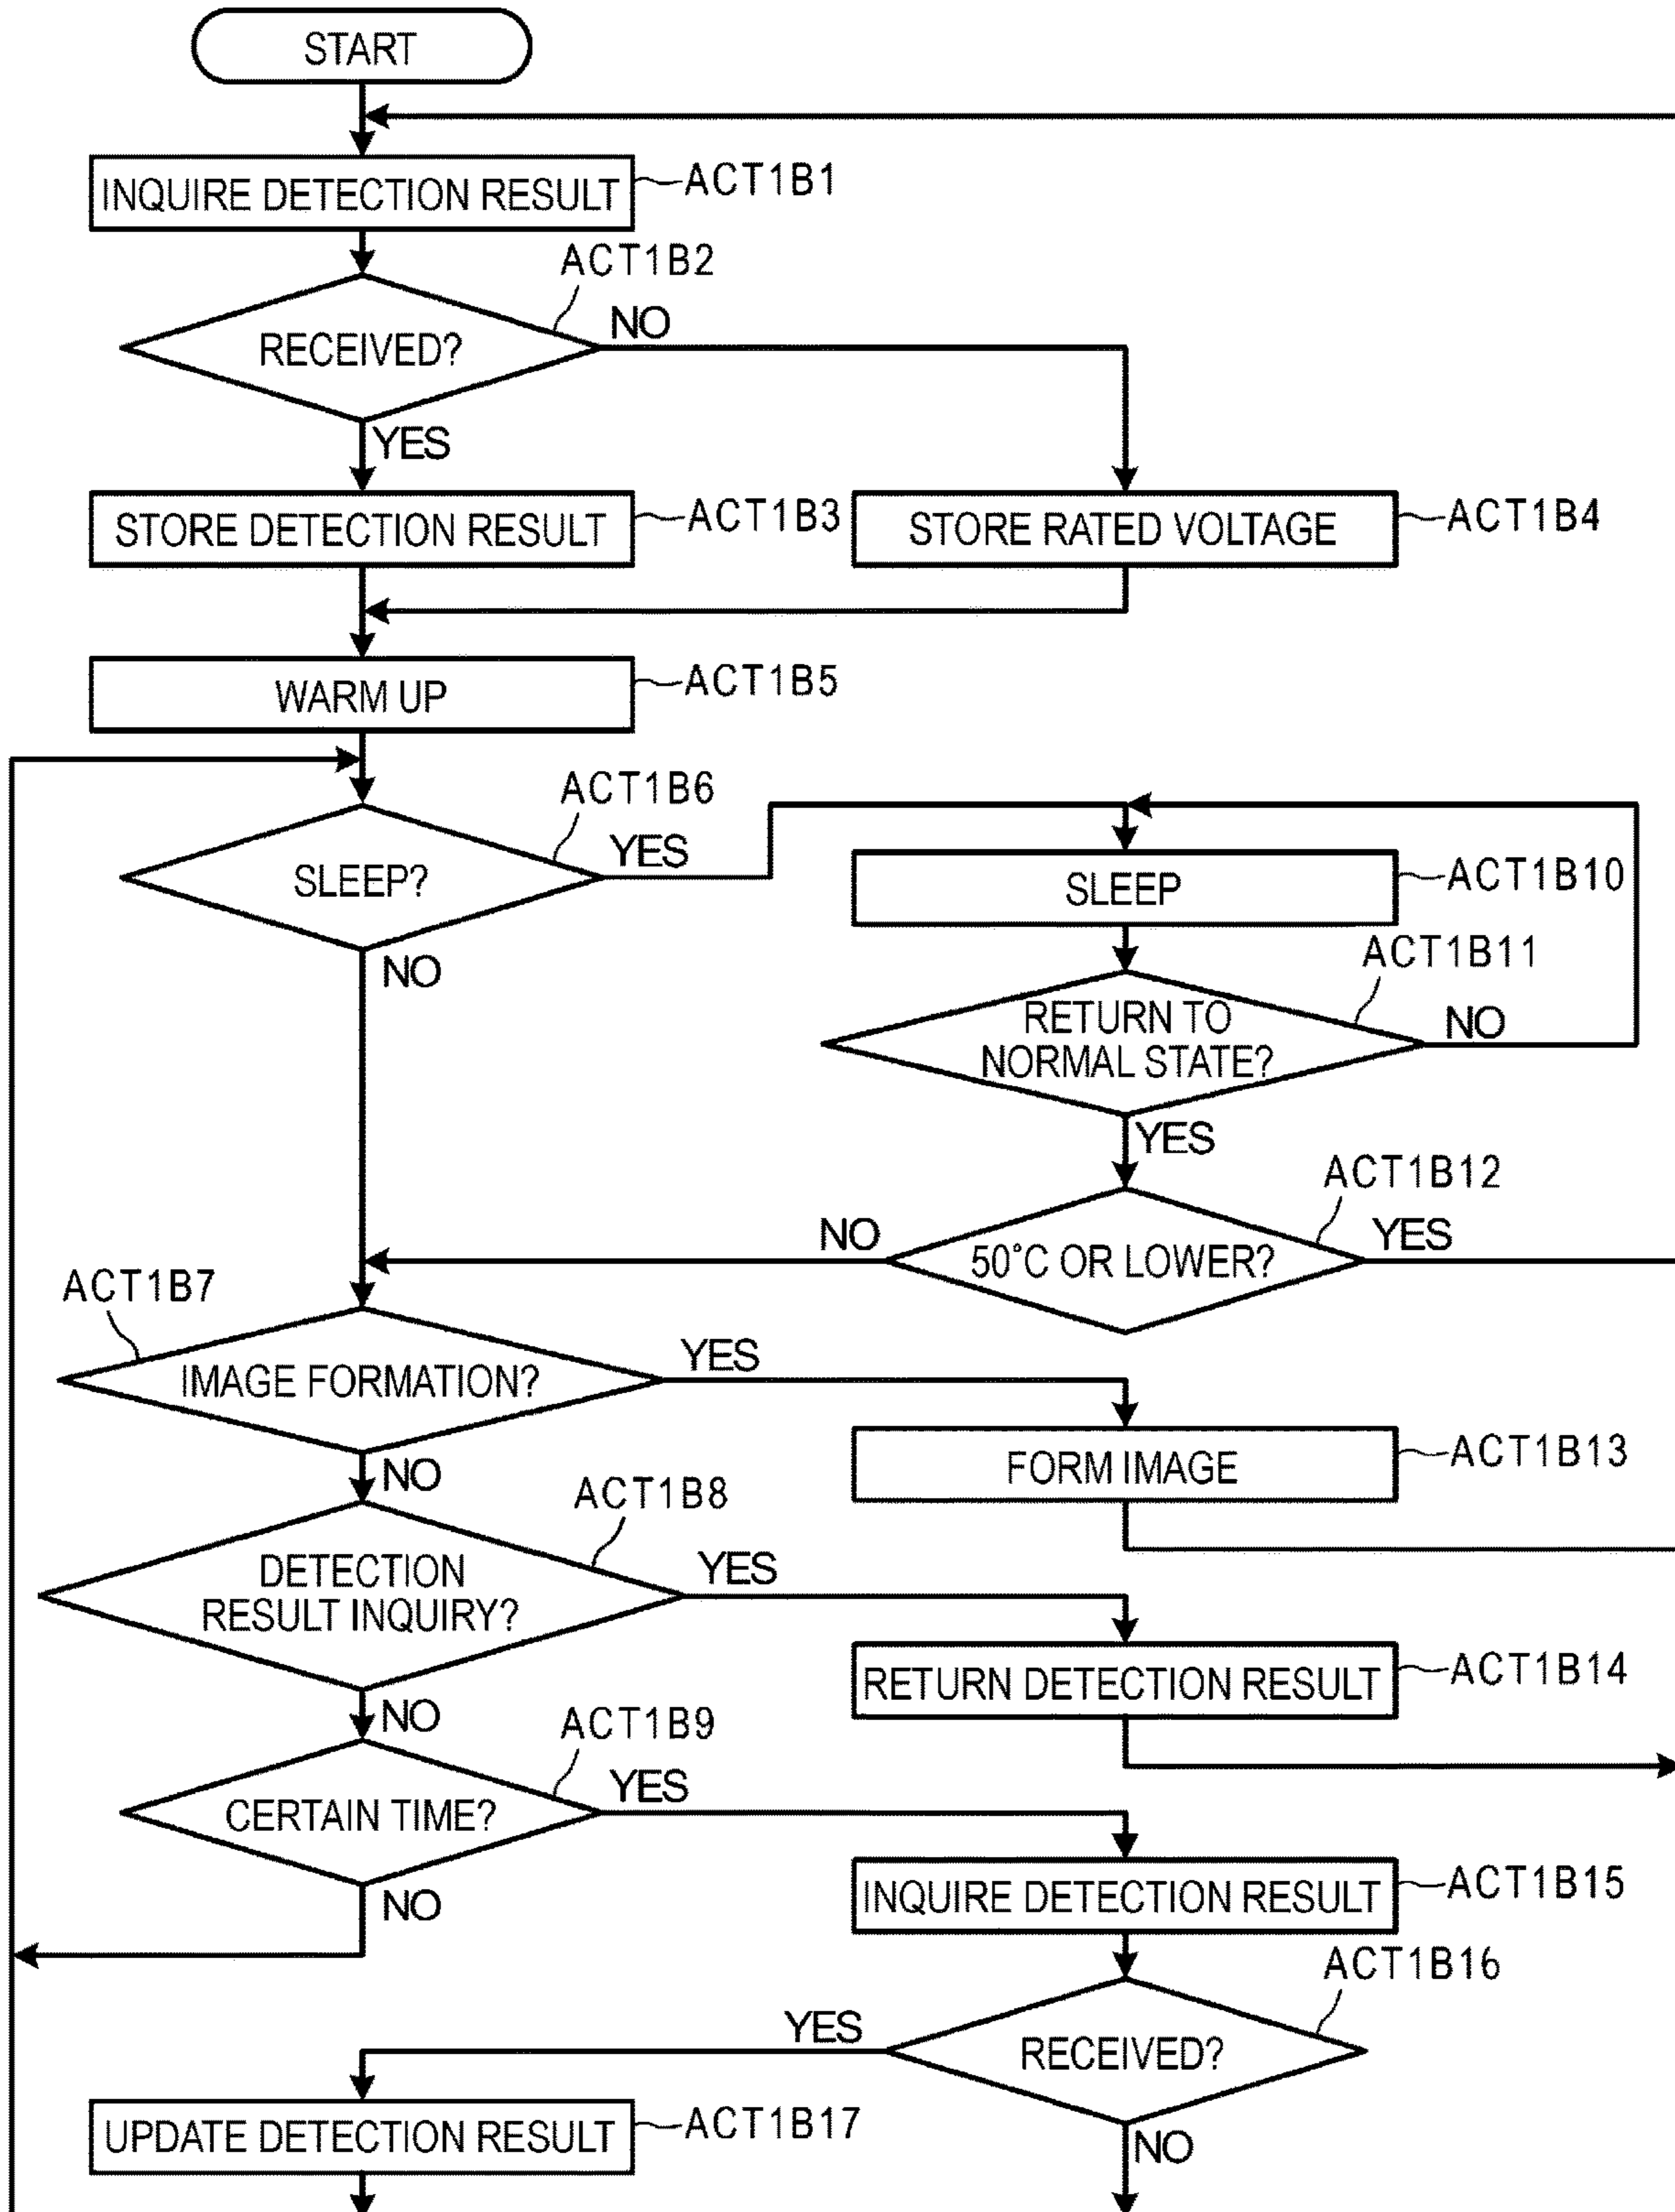 START
INQUIRE DETECTION RESULT
ACT1B1
ACT1B2
RECEIVED?
NO
YES
STORE DETECTION RESULT
ACT1B3
STORE RATED VOLTAGE
ACT1B4
WARM UP
ACT1B5
ACT1B6
SLEEP?
YES
NO
SLEEP
ACT1B10
ACT1B11
RETURN TO
NORMAL STATE?
NO
YES
ACT1B12
50°C OR LOWER?
NO
YES
ACT1B7
IMAGE FORMATION?
YES
NO
FORM IMAGE
ACT1B13
ACT1B8
DETECTION
RESULT INQUIRY?
YES
NO
RETURN DETECTION RESULT
ACT1B14
ACT1B9
CERTAIN TIME?
YES
NO
INQUIRE DETECTION RESULT
ACT1B15
ACT1B16
RECEIVED?
YES
NO
UPDATE DETECTION RESULT
ACT1B17